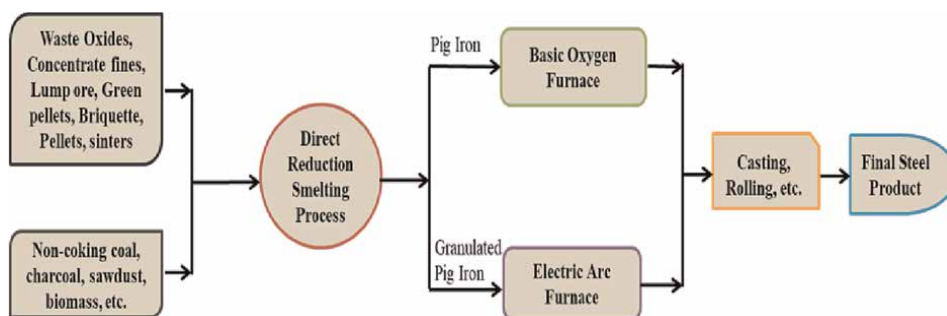 Waste Oxides,
Concentrate fines,
Lump ore, Green
pellets, Briquette,
Pellets, sinters
Non-coking coal,
charcoal, sawdust,
biomass, etc.
Direct
Reduction
Smelting
Process
Pig Iron
Basic Oxygen
Furnace
Granulated
Pig Iron
Electric Arc
Furnace
Casting,
Rolling, etc.
Final Steel
Product